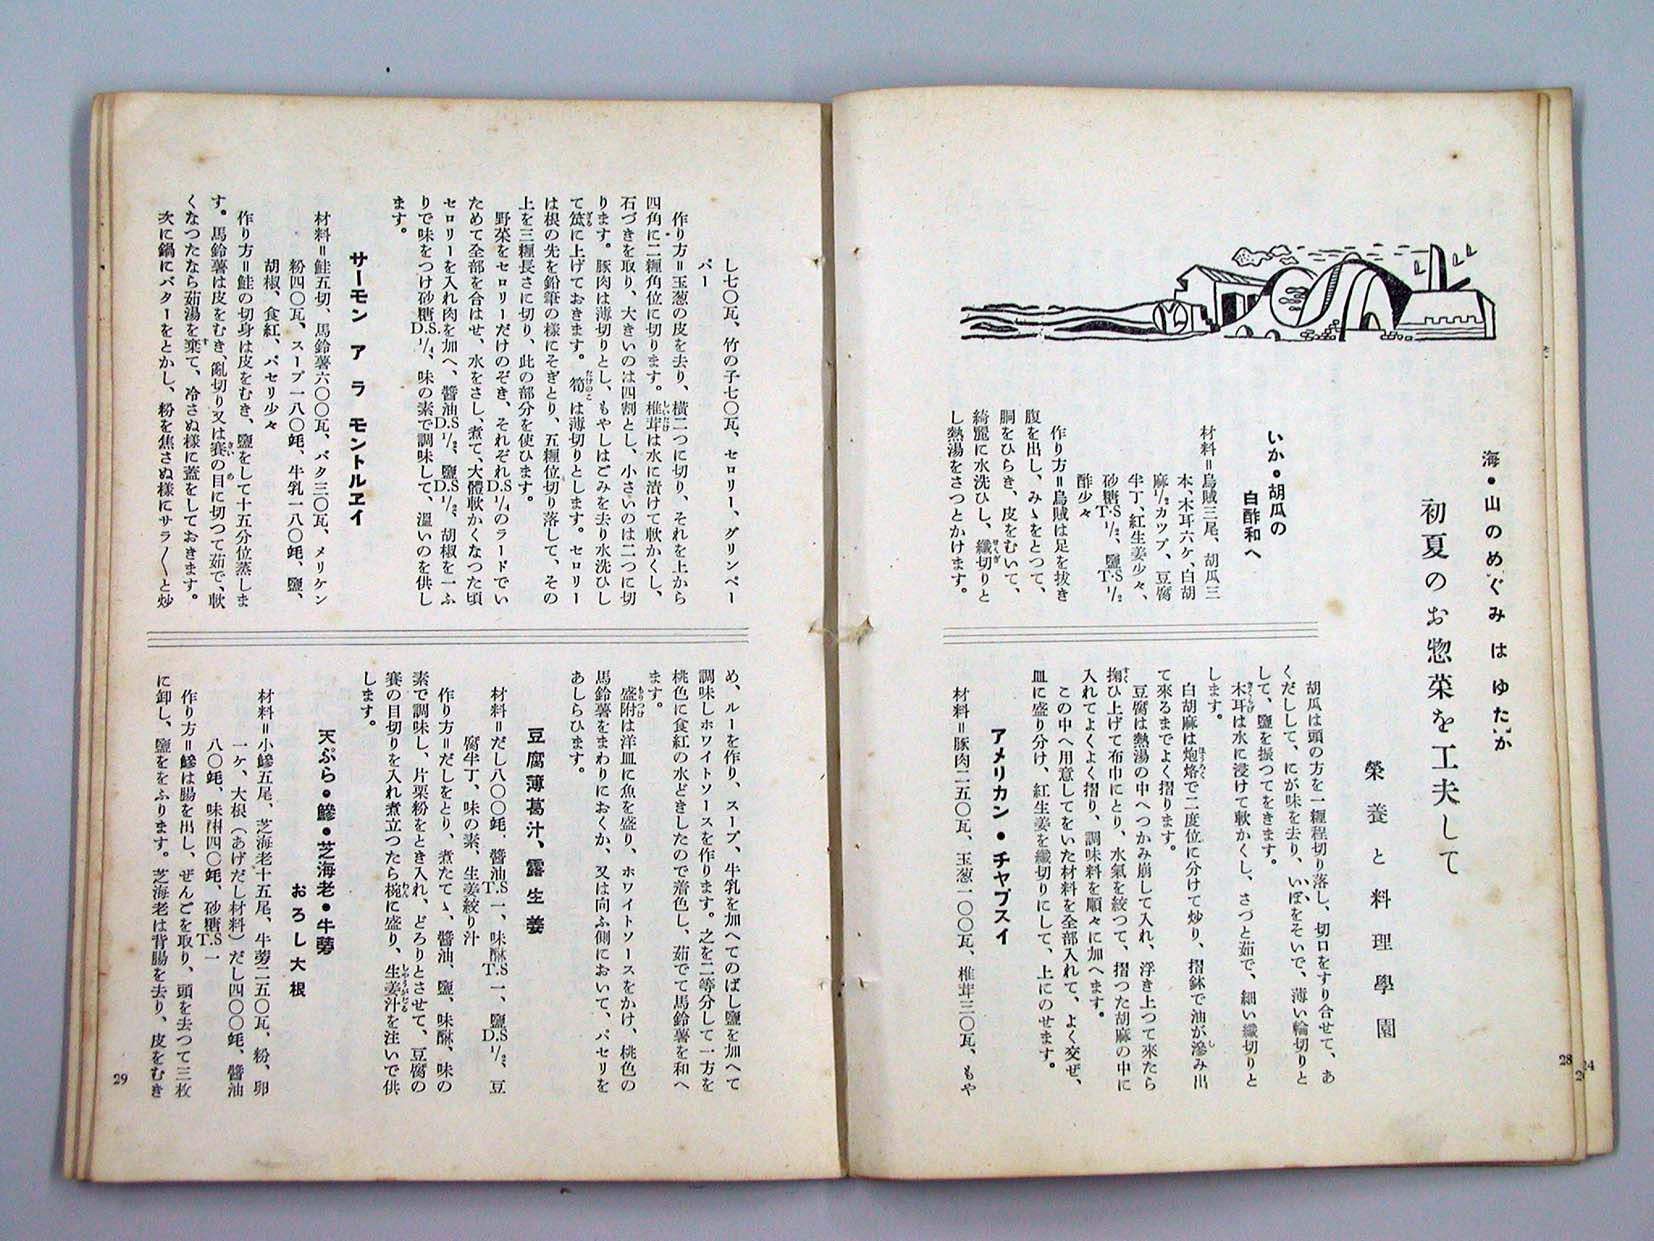 海・山のめぐみはゆたか
初夏のお惣菜を工夫して
榮養と料理學園
いか・胡瓜の
白酢和へ
材料＝烏賊三尾、胡瓜三
本、木耳六ケ、白胡
麻1/2カツプ、豆腐
半丁、紅生姜少々、
砂糖T.S1/2、鹽T.S1/2
酢少々
作り方＝烏賊は足を拔き
腹を出し、みゝをとつて、
胴をひらき、皮をむいて、
綺麗に水洗ひし、纖切りと
し熱湯をさつとかけます。
胡瓜は頭の方を一糎程切り落し、切口をすり合せて、あ
くだしして、にが味を去り、いぼをそいで、薄い輪切りと
して、鹽を振つてをきます。
木耳は水に浸けて軟かくし、さつと茹で、細い纖切りと
します。
白胡麻は炮烙で二度位に分けて炒り、摺鉢で油が滲み出
て來るまでよく摺ります。
豆腐は熱湯の中へつかみ崩して入れ、浮き上つて來たら
掬ひ上げて布巾にとり、水氣を絞つて、摺つた胡麻の中に
入れてよくよく摺り、調味料を順々に加へます。
この中へ用意してをいた材料を全部入れて、よく交ぜ、
皿に盛り分け、紅生姜を纖切りにして、上にのせます。
アメリカン・チャプスイ
材料＝豚肉二五〇瓦、玉葱一〇〇瓦、椎茸三〇瓦、もや
28
24
し七〇瓦、竹の子七〇瓦、セロリー、グリンペー
パー
作り方＝玉葱の皮を去り、横二つに切り、それを上から
四角に二糎角位に切ります。椎茸は水に漬けて軟かくし、
石づきを取り、大きいのは四割とし、小さいのは二つに切
ります。豚肉は薄切りとし、もやしはごみを去り水洗ひし
て笊に上げておきます。筍は薄切りとします。セロリー
は根の先を鉛筆の樣にそぎとり、五糎位切り落して、その
上を三糎長さに切り、此の部分を使ひます。
野菜をセロリーだけのぞき、それぞれD.S1/4のラードでい
ためて全部を合はせ、水をさし、煮て、大體軟かくなつた頃
セロリーを入れ肉を加へ、醬油D.S1/2、鹽D.S1/2、胡椒を一ふ
りで味をつけ砂糖D.S.1/4、味の素で調味して、溫いのを供し
ます。
サーモン ア ラ モントルヱイ
材料＝鮭五切、馬鈴薯六〇〇瓦、バタ三〇瓦、メリケン
粉四〇瓦、スープ一八〇竓、牛乳一八〇竓、鹽、
胡椒、食紅、パセリ少々
作り方＝鮭の切身は皮をむき、鹽をして十五分位蒸しま
す。馬鈴薯は皮をむき、亂切り又は賽の目に切つて茹で、軟
くなつたなら茹湯を棄て、冷さぬ樣に蓋をしておきます。
次に鍋にバターをとかし、粉を焦さぬ樣にサラ〳〵と炒
め、ルーを作り、スープ、牛乳を加へてのばし鹽を加へて
調味しホワイトソースを作ります。之を二等分して一方を
桃色に食紅の水どきしたので着色し、茹でて馬鈴薯を和へ
ます。
盛附は洋皿に魚を盛り、ホワイトソースをかけ、桃色の
馬鈴薯をまわりにおくか、又は向ふ側において、パセリを
あしらひます。
豆腐薄葛汁、露生姜
材料＝だし八〇〇竓、醬油T.S一、味醂T.S一、鹽D.S1/2、豆
腐半丁、味の素、生姜絞り汁
作り方＝だしをとり、煮たてゝ、醬油、鹽、味醂、味の
素で調味し、片栗粉をとき入れ、どろりとさせて、豆腐の
賽の目切りを入れ煮立つたら椀に盛り、生姜汁を注いで供
します。
天ぷら・鰺・芝海老・牛蒡
おろし大根
材料＝小鰺五尾、芝海老十五尾、牛蒡二五〇瓦、粉、卵
一ケ、大根（あげだし材料）だし四〇〇竓、醬油
八〇竓、味醂四〇竓、砂糖T.S一
作り方＝鰺は腸を出し、ぜんごを取り、頭を去つて三枚
に卸し、鹽ををふります。芝海老は背腸を去り、皮をむき
29